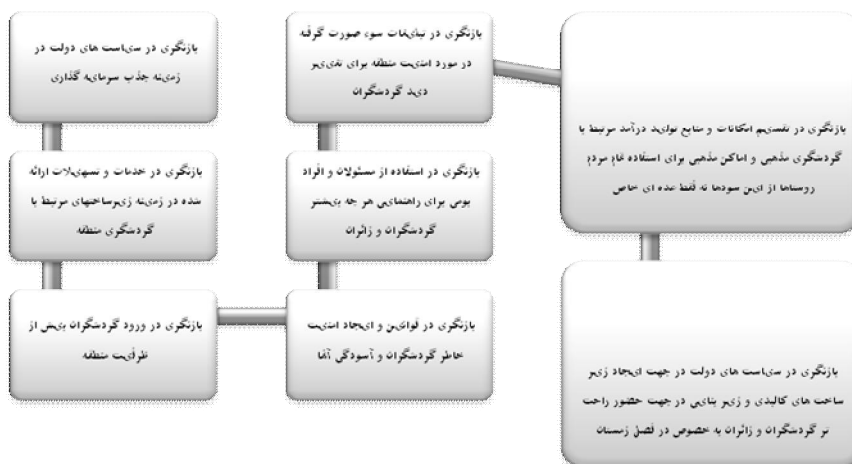 بازنگری در سیاست های دولت در
زمینه جذب سرمایه گذاری
بازنگری در خدمات و تسهیلات ارائه
شده در زمینه زیرساختهای مرتبط با
گردشگری منطقه
بازنگری در ورود گردشگران بیش از
ظرفیت منطقه
بازنگری در قوانین و ایجاد امنیت
خاطر گردشگران و آسودگی آنها
بازنگری در استفاده از مسئولان و افراد
بومی برای راهنمایی هر چه بیشتر
گردشگران و زائران
بازنگری در تبلیغات سوء صورت گرفته
در مورد امنیت منطقه برای تغییر
دید گردشگران
بازنگری در تقسیم امکانات و منابع تولید درآمد مرتبط با
گردشگری مذهبی و اماکن مذهبی برای استفاده تمام مردم
روستاها از این سودها نه فقط عده ای خاص
بازنگری در سیاست های دولت در جهت ایجاد زیر
ساخت های کالبدی و زیر بنایی در جهت حضور راحت
تر گردشگران و زائران به خصوص در فصل زمستان